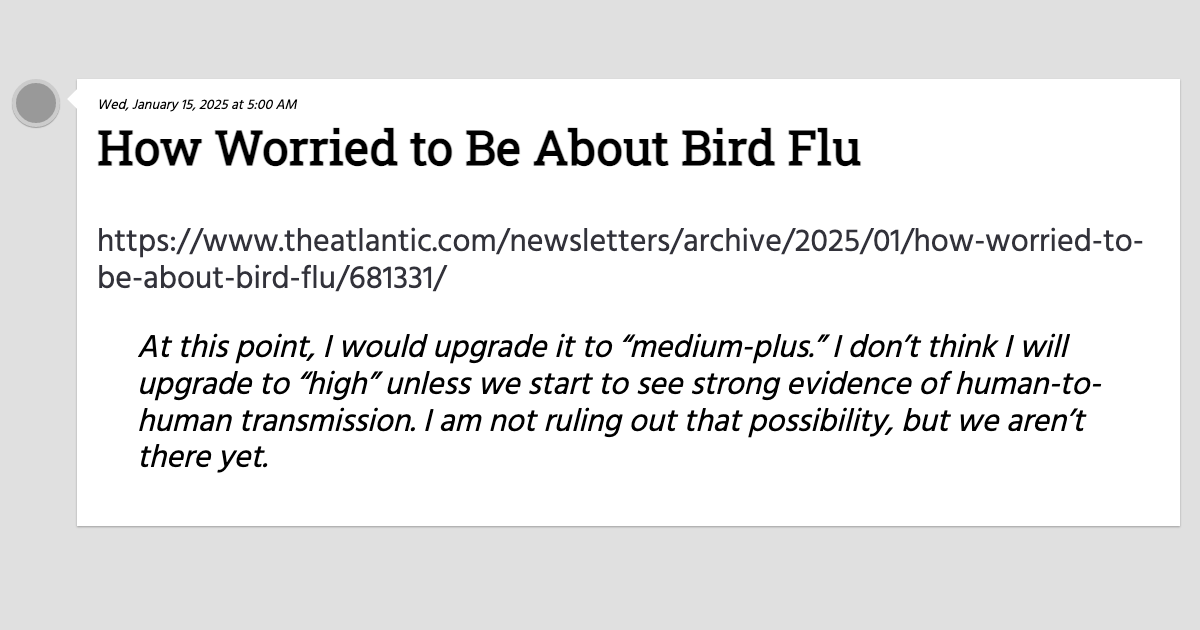 Wed, January 15, 2025 at 5:00 AM
How Worried to Be About Bird Flu
https://www.theatlantic.com/newsletters/archive/2025/01/how-worried-to-
be-about-bird-flu/681331/
At this point, I would upgrade it to “medium-plus.” I don’t think I will
upgrade to “high” unless we start to see strong evidence of human-to-
human transmission. I am not ruling out that possibility, but we aren’t
there yet.